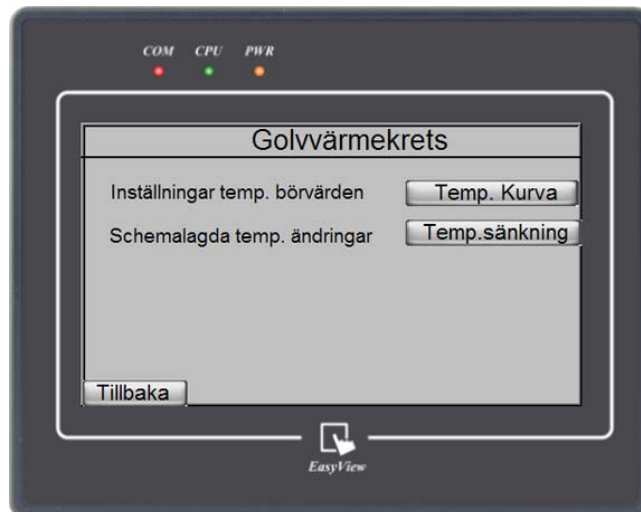 COM CPU PWR
Golvvärmekrets
Inställningar temp. börvärden Temp. Kurva
Schemalagda temp. ändringar Temp.sänkning
Tillbaka
EasyView